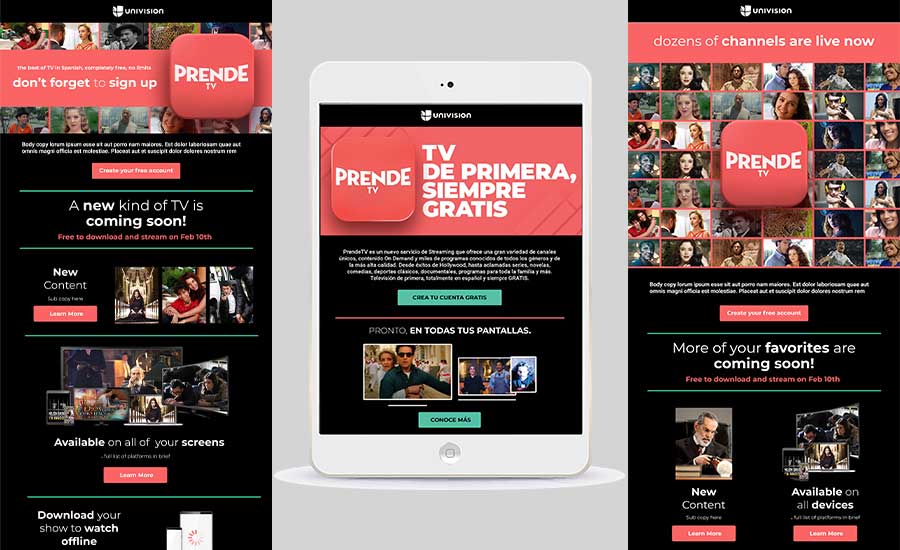 UNIVISION
the best of TV in Spanish, completely free, no limits
don't forget to sign up
PRENDE
TV
Body copy lorum ipsum esse sit aut porro nam maiores. Est dolor laboriosam quae aut
omnis magni officia est molestiae. Placeat aut et suscipit dolor dolores nostrum rem
Create your free account
A new kind of TV is
coming soon!
Free to download and stream on Feb 10th
New
Content
Sub copy here
Learn More
Available on all of your screens
..full list of platforms in brief
Learn More
Download your
show to watch
offline
UNIVISION
PRENDE
TV
TV
DE PRIMERA,
SIEMPRE
GRATIS
PrendeTV es un nuevo servicio de Streaming que ofrece una gran variedad de canales
únicos, contenido On Demand y miles de programas conocidos de todos los géneros y de
la más alta calidad. Desde éxitos de Hollywood, hasta aclamadas series, novelas,
comedias, deportes clásicos, documentales, programas para toda la familia y más.
Televisión de primera, totalmente en español y siempre GRATIS.
CREA TU CUENTA GRATIS
PRONTO, EN TODAS TUS PANTALLAS.
CONOCE MÁS
UNIVISION
dozens of channels are live now
PRENDE
TV
Body copy lorum ipsum esse sit aut porro nam maiores. Est dolor laboriosam quae aut
omnis magni officia est molestiae. Placeat aut et suscipit dolor dolores nostrum rem
Create your free account
More of your favorites are
coming soon!
Free to download and stream on Feb 10th
New
Content
Sub copy here
Learn More
Available on
all devices
.. full list of platforms in brief
Learn More